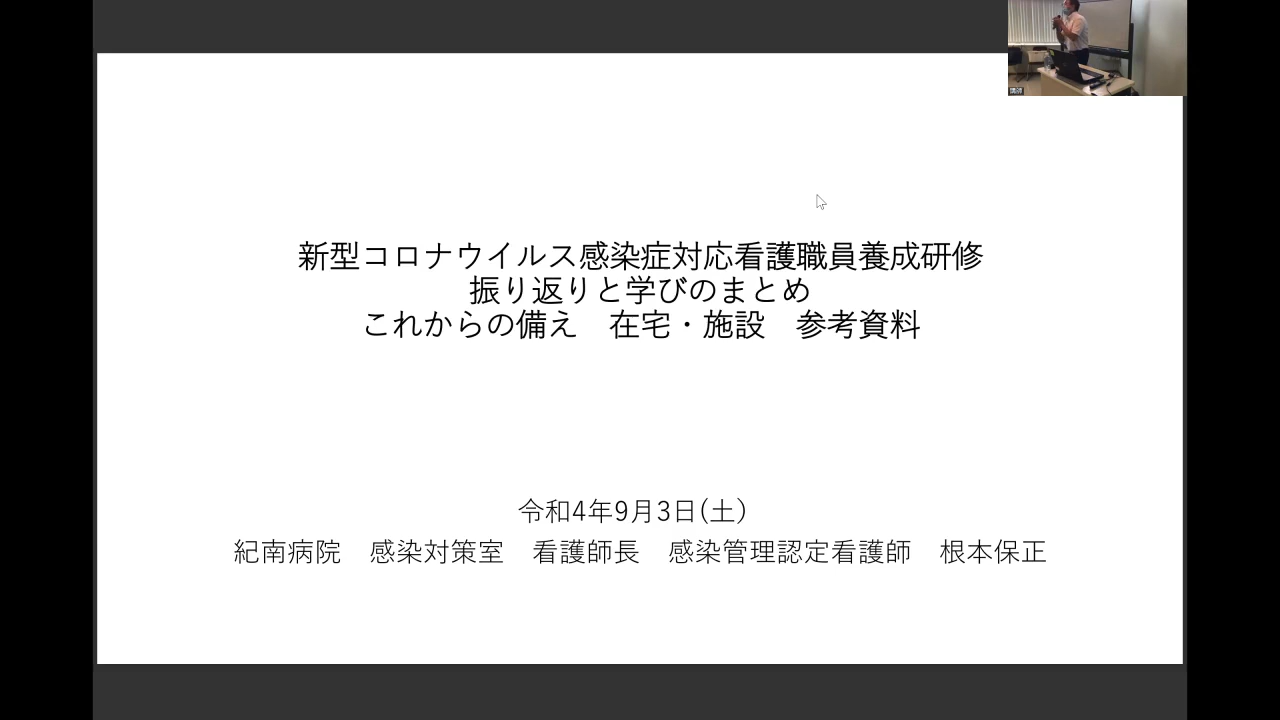 講師
新型コロナウイルス感染症対応看護職員養成研修
振り返りと学びのまとめ
これからの備え　在宅・施設　参考資料
令和4年9月3日(土)
紀南病院　感染対策室　看護師長　感染管理認定看護師　根本保正